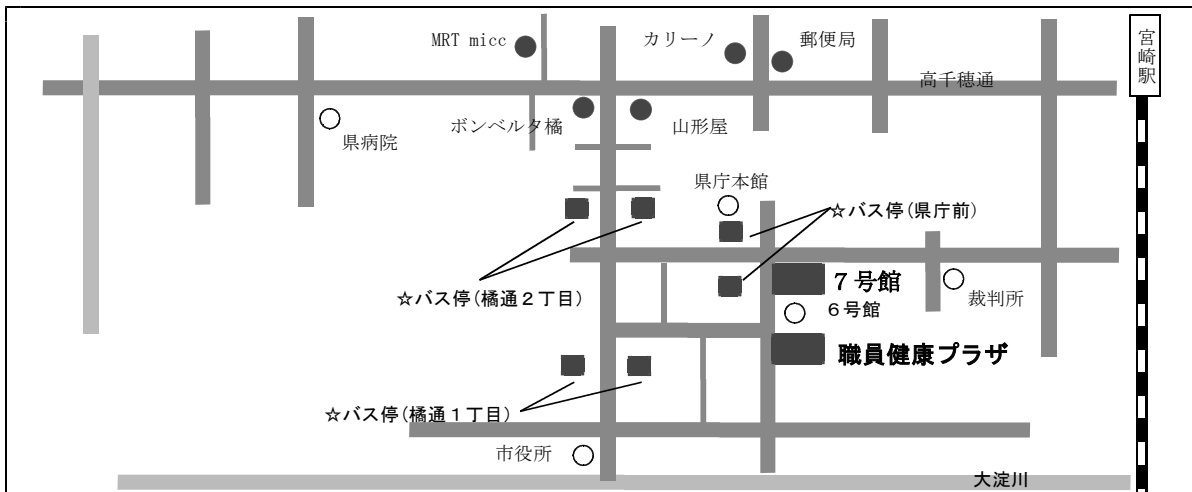 MRT micc
カリーノ
郵便局
宮崎駅
高千穂通
ボンベルタ橘
山形屋
県病院
県庁本館
☆バス停(県庁前)
７号館
☆バス停(橘通２丁目)
６号館
裁判所
職員健康プラザ
☆バス停(橘通１丁目)
市役所
大淀川